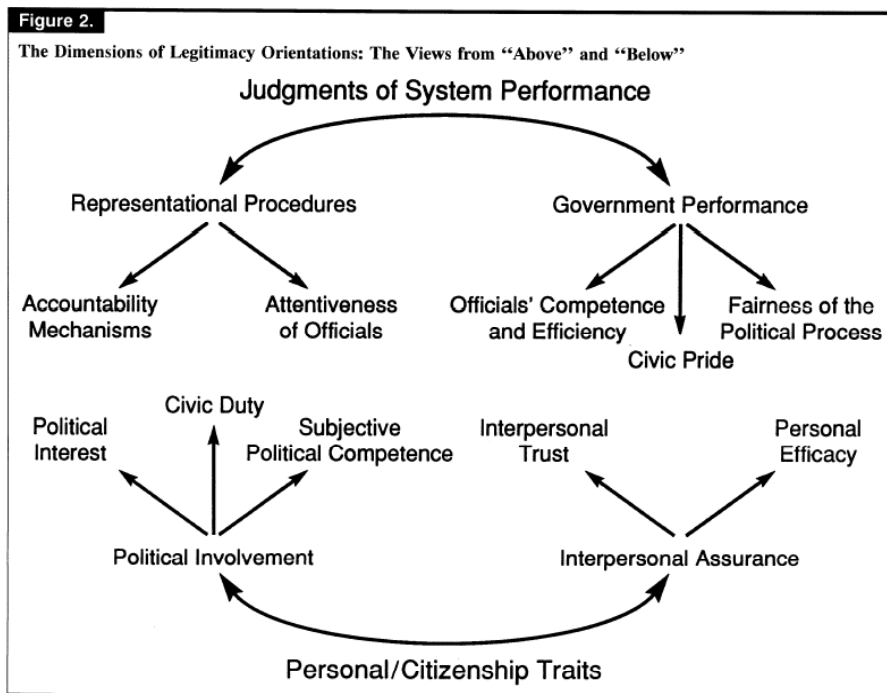 Figure 2.
The Dimensions of Legitimacy Orientations: The Views from “Above” and “Below”
Judgments of System Performance
Representational Procedures
Government Performance
Accountability
Mechanisms
Attentiveness
of Officials
Officials’ Competence
and Efficiency
Civic Pride
Fairness of the
Political Process
Political
Interest
Civic Duty
Subjective
Political Competence
Interpersonal
Trust
Personal
Efficacy
Political Involvement
Interpersonal Assurance
Personal/Citizenship Traits